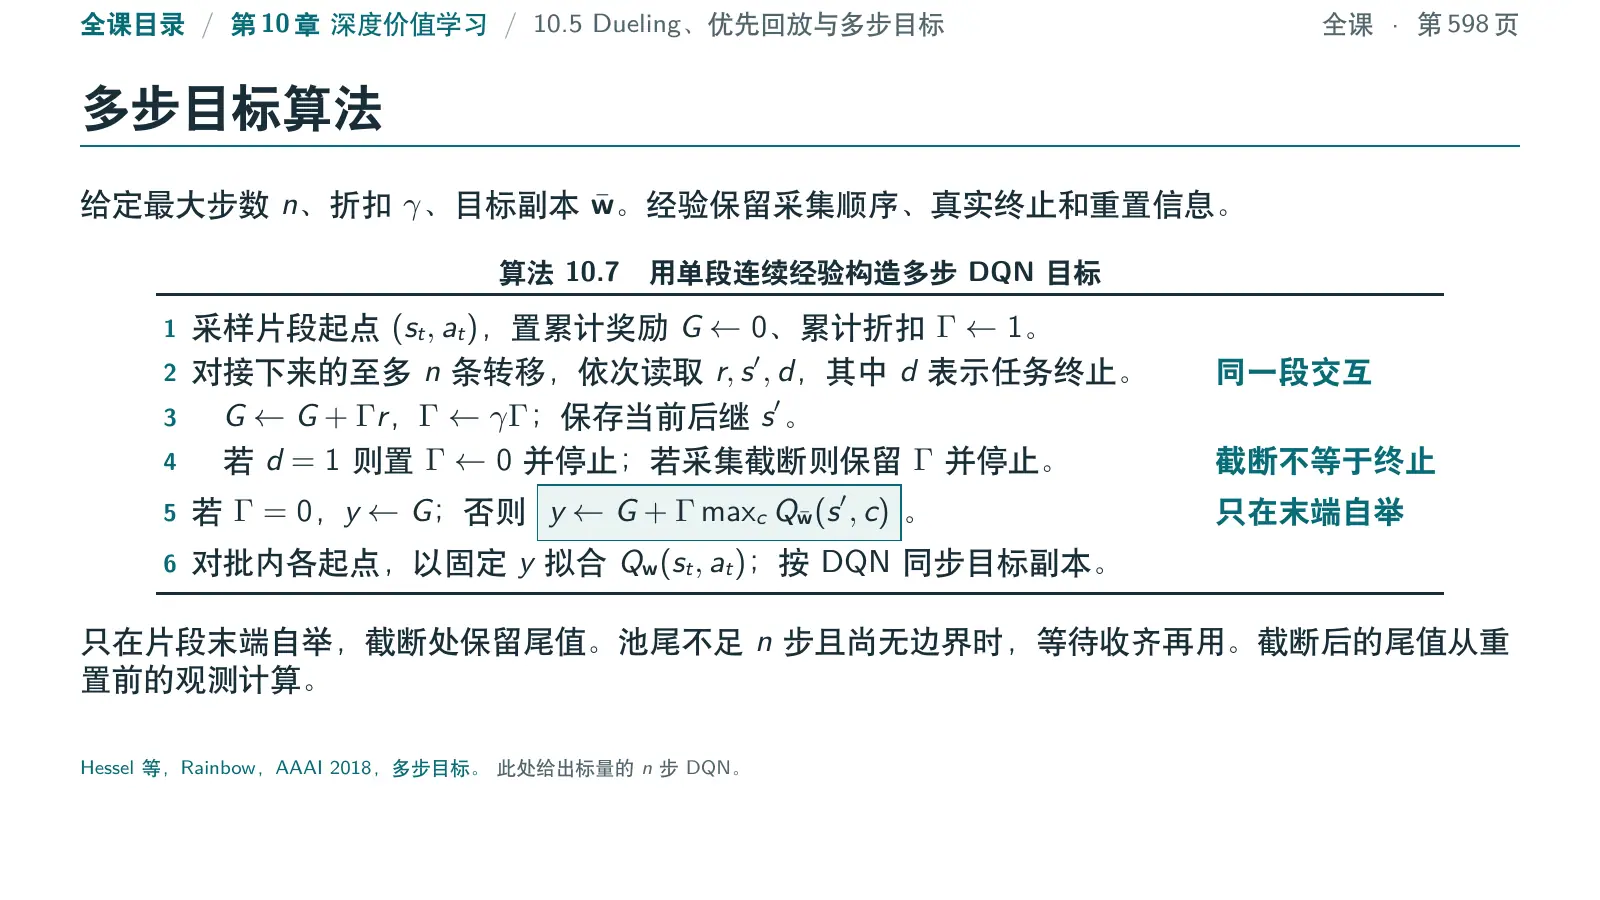 全课目录 / 第 10 章 深度价值学习 / 10.5 Dueling、优先回放与多步目标
全课 · 第 598 页
多步目标算法
给定最大步数 n、折扣 γ、目标副本 w̄。经验保留采集顺序、真实终止和重置信息。
算法 10.7 用单段连续经验构造多步 DQN 目标
1 采样片段起点 (sₜ, aₜ)，置累计奖励 G ← 0、累计折扣 Γ ← 1。
2 对接下来的至多 n 条转移，依次读取 r, s′, d，其中 d 表示任务终止。 同一段交互
3 G ← G + Γr，Γ ← γΓ；保存当前后继 s′。
4 若 d = 1 则置 Γ ← 0 并停止；若采集截断则保留 Γ 并停止。 截断不等于终止
5 若 Γ = 0，y ← G；否则 y ← G + Γ max_c Q_w̄(s′, c)。 只在末端自举
6 对批内各起点，以固定 y 拟合 Q_w(sₜ, aₜ)；按 DQN 同步目标副本。
只在片段末端自举，截断处保留尾值。池尾不足 n 步且尚无边界时，等待收齐再用。截断后的尾值从重
置前的观测计算。
Hessel 等，Rainbow，AAAI 2018，多步目标。 此处给出标量的 n 步 DQN。